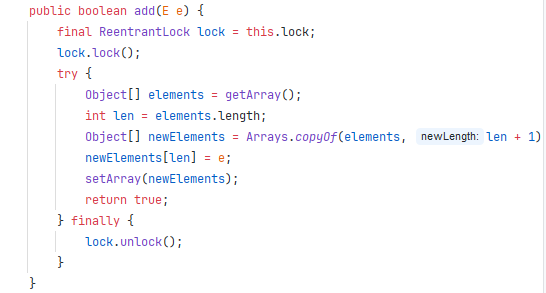 public boolean add(E e) {
final ReentrantLock lock = this.lock;
lock.lock();
try {
Object[] elements = getArray();
int len = elements.length;
Object[] newElements = Arrays.copyOf(elements, newLength: len + 1)
newElements[len] = e;
setArray(newElements);
return true;
} finally {
lock.unlock();
}
}